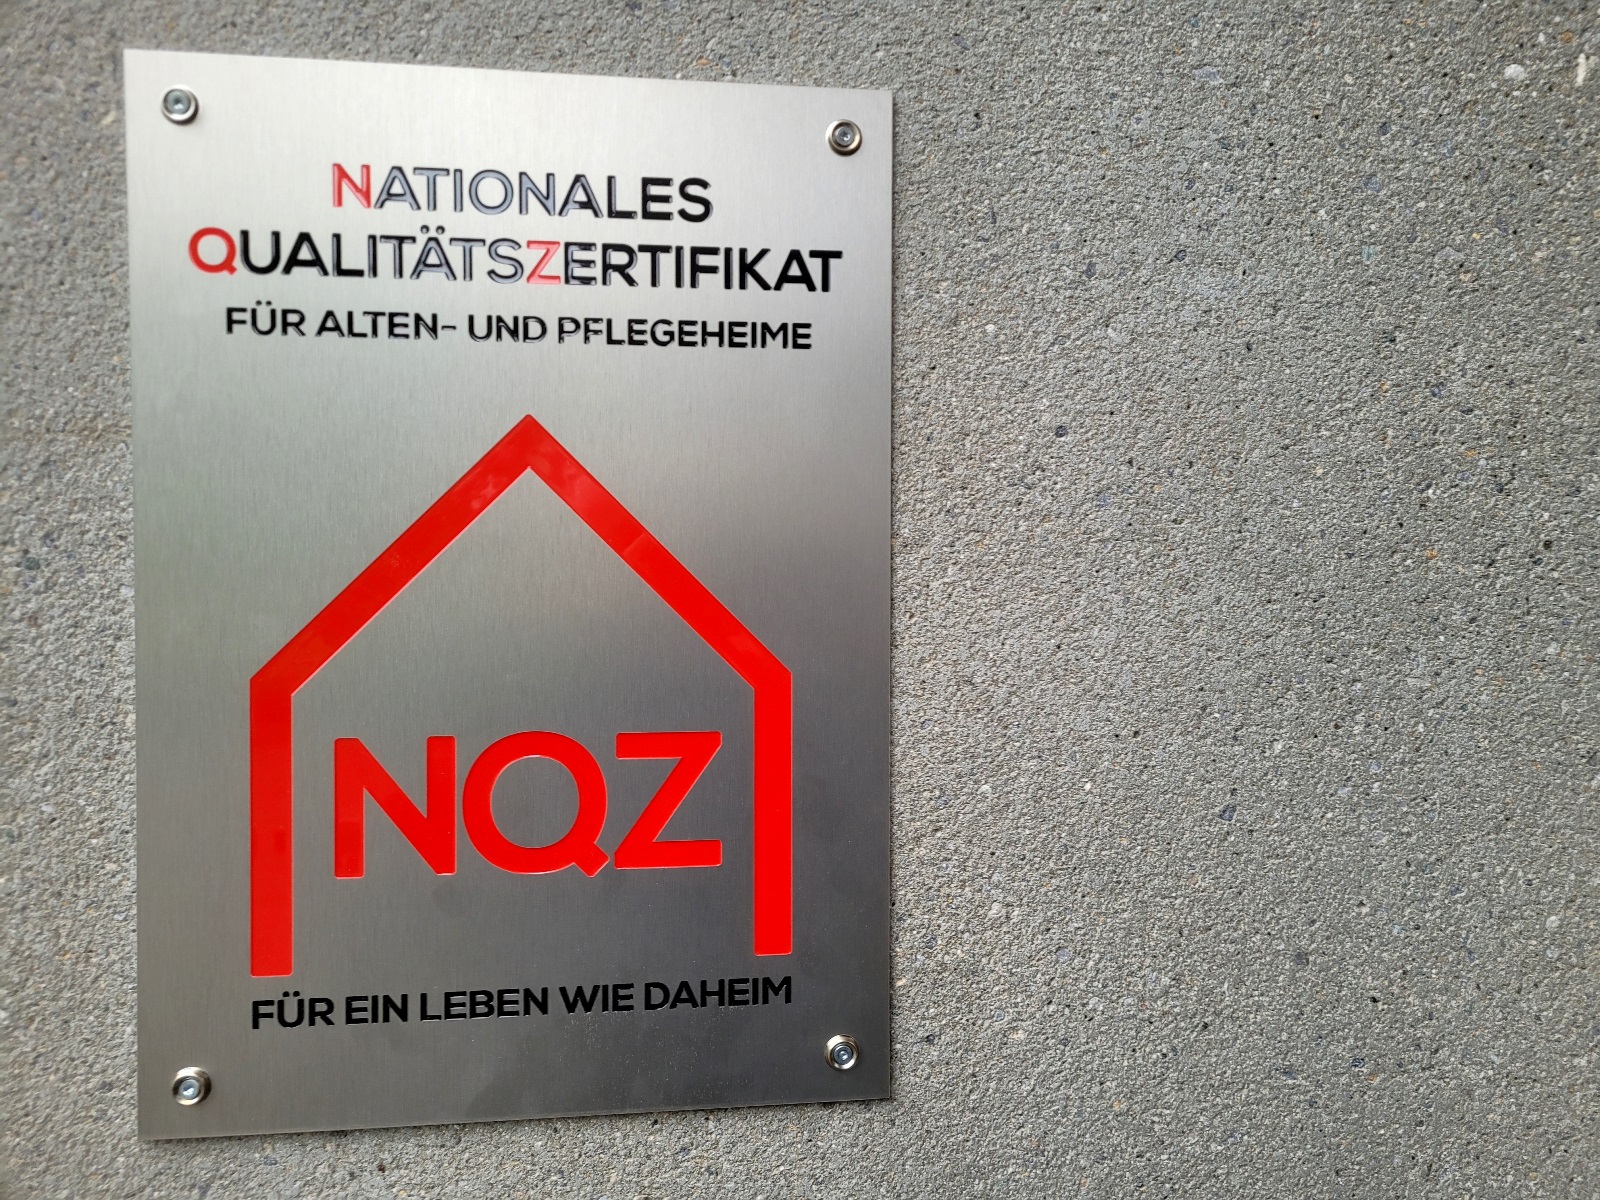 NATIONALES
QUALITÄTSZERTIFIKAT
FÜR ALTEN- UND PFLEGEHEIME
NQZ
FÜR EIN LEBEN WIE DAHEIM